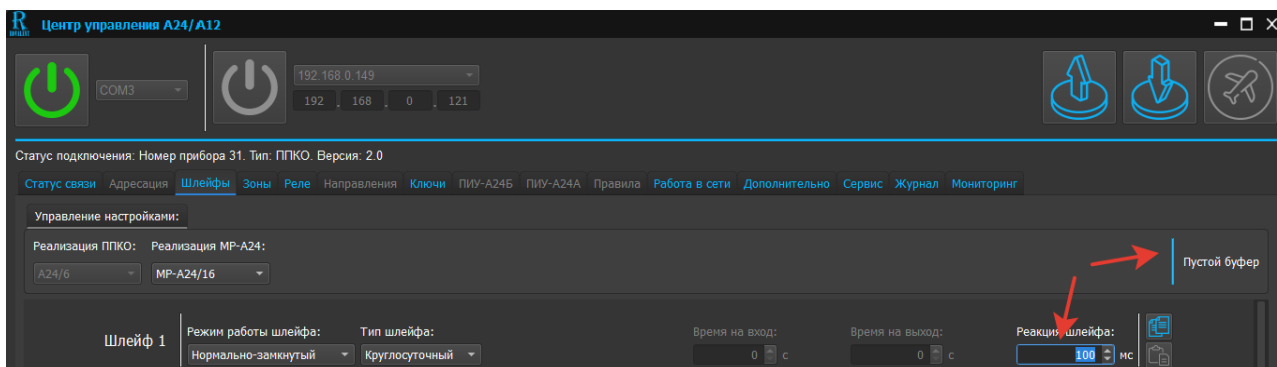 R
Центр управления А24/А12
COM3
192.168.0.149
192 . 168 . 0 . 121
Статус подключения: Номер прибора 31. Тип: ППКО. Версия: 2.0
Статус связи Адресация Шлейфы Зоны Реле Направления Ключи ПИУ-А24Б ПИУ-А24А Правила Работа в сети Дополнительно Сервис Журнал Мониторинг
Управление настройками:
Реализация ППКО: Реализация МР-А24:
А24/6 МР-А24/16
Пустой буфер
Шлейф 1
Режим работы шлейфа: Тип шлейфа: Время на вход: Время на выход: Реакция шлейфа:
Нормально-замкнутый Круглосуточный 0 с 0 с 100 мс